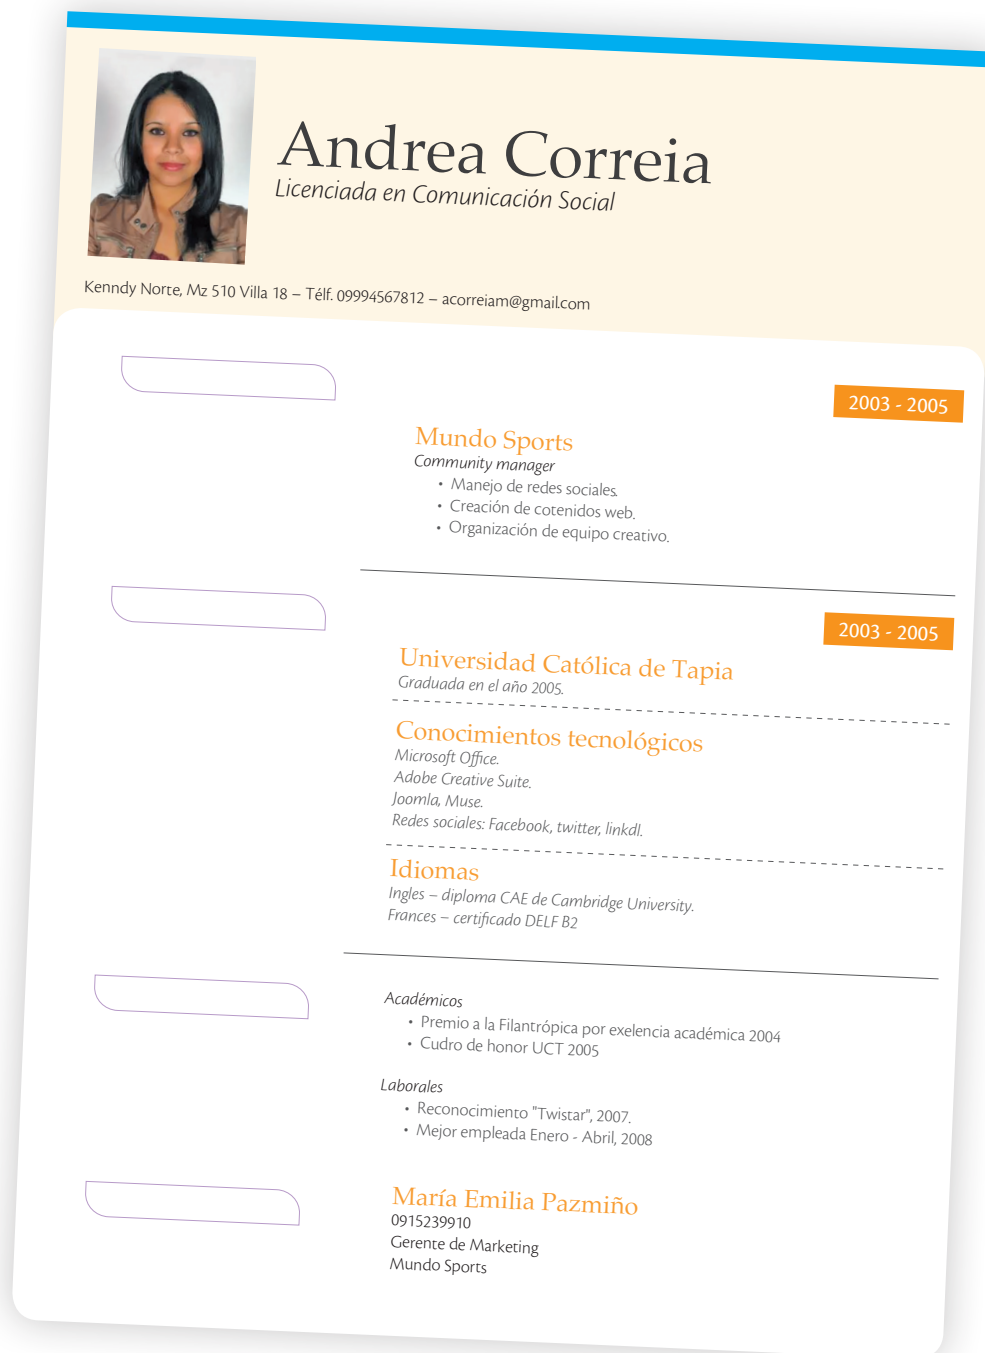 Andrea Correia
Licenciada en Comunicación Social
Kenndy Norte, Mz 510 Villa 18 – Télf. 09994567812 – acorreiam@gmail.com
2003 - 2005
Mundo Sports
Community manager
• Manejo de redes sociales.
• Creación de cotenidos web.
• Organización de equipo creativo.
2003 - 2005
Universidad Católica de Tapia
Graduada en el año 2005.
Conocimientos tecnológicos
Microsoft Office.
Adobe Creative Suite.
Joomla, Muse.
Redes sociales: Facebook, twitter, linkdl.
Idiomas
Ingles – diploma CAE de Cambridge University.
Frances – certificado DELF B2
Académicos
• Premio a la Filantrópica por exelencia académica 2004
• Cudro de honor UCT 2005
Laborales
• Reconocimiento "Twistar", 2007.
• Mejor empleada Enero - Abril, 2008
María Emilia Pazmiño
0915239910
Gerente de Marketing
Mundo Sports